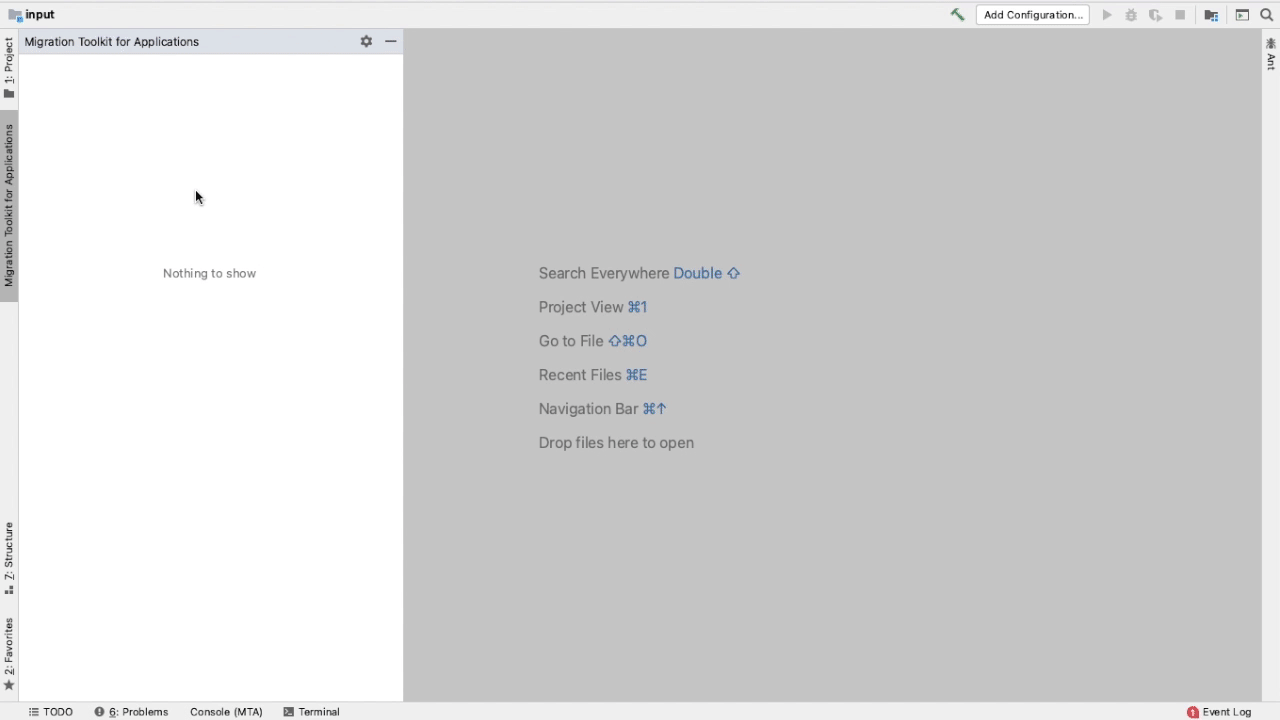 input
Add Configuration...
1: Project
Migration Toolkit for Applications
Migration Toolkit for Applications
Ant
Nothing to show
Search Everywhere Double ⇧
Project View ⌘1
Go to File ⇧⌘O
Recent Files ⌘E
Navigation Bar ⌘↑
Drop files here to open
7: Structure
2: Favorites
TODO
6: Problems
Console (MTA)
Terminal
1 Event Log